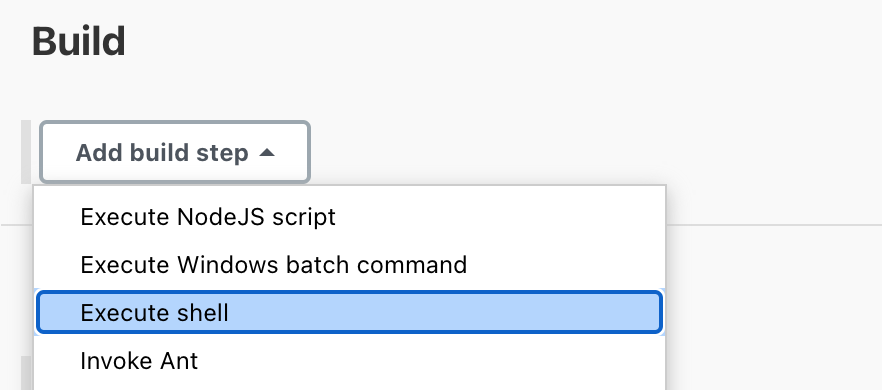 Build
Add build step
Execute NodeJS script
Execute Windows batch command
Execute shell
Invoke Ant